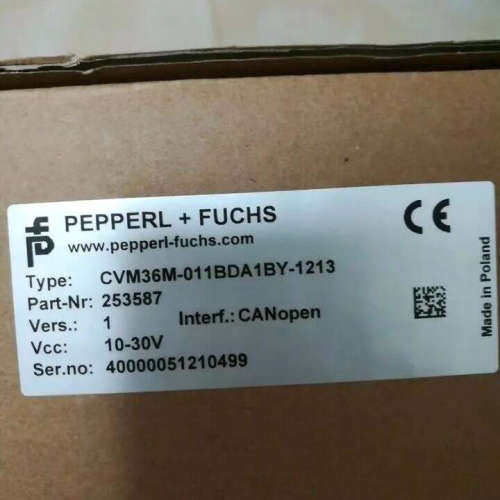 PEPPERL + FUCHS
www.pepperl-fuchs.com
Type: CVM36M-011BDA1BY-1213
Part-Nr: 253587
Vers.: 1 Interf.: CANopen
Vcc: 10-30V
Ser.no: 40000051210499
CE
Made in Poland